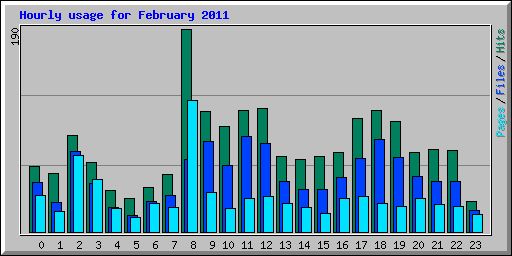 Hourly usage for February 2011
190
Pages/Files/Hits
0 1 2 3 4 5 6 7 8 9 10 11 12 13 14 15 16 17 18 19 20 21 22 23